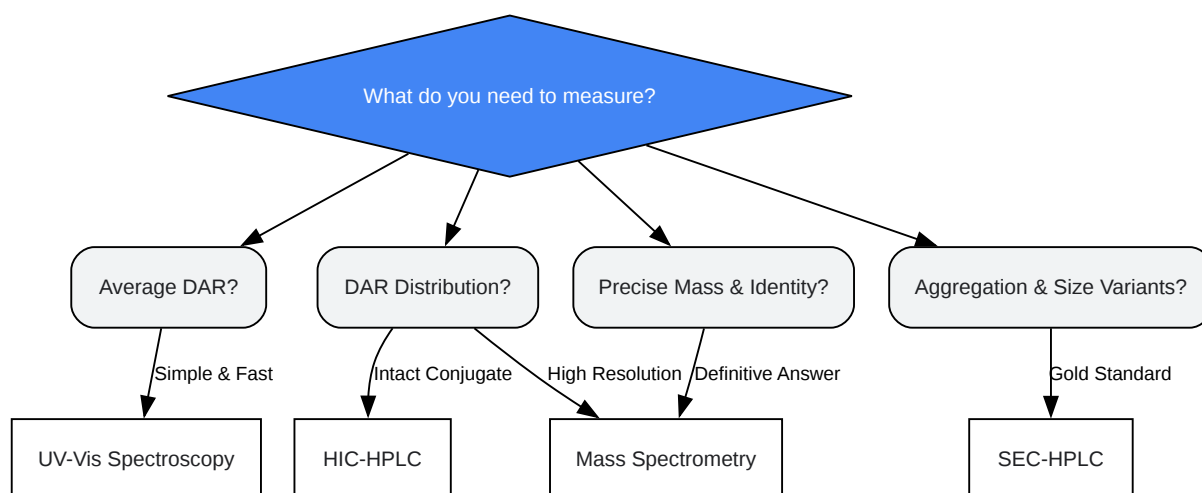 What do you need to measure?
Average DAR?
DAR Distribution?
Precise Mass & Identity?
Aggregation & Size Variants?
Simple & Fast
Intact Conjugate
High Resolution
Definitive Answer
Gold Standard
UV-Vis Spectroscopy
HIC-HPLC
Mass Spectrometry
SEC-HPLC